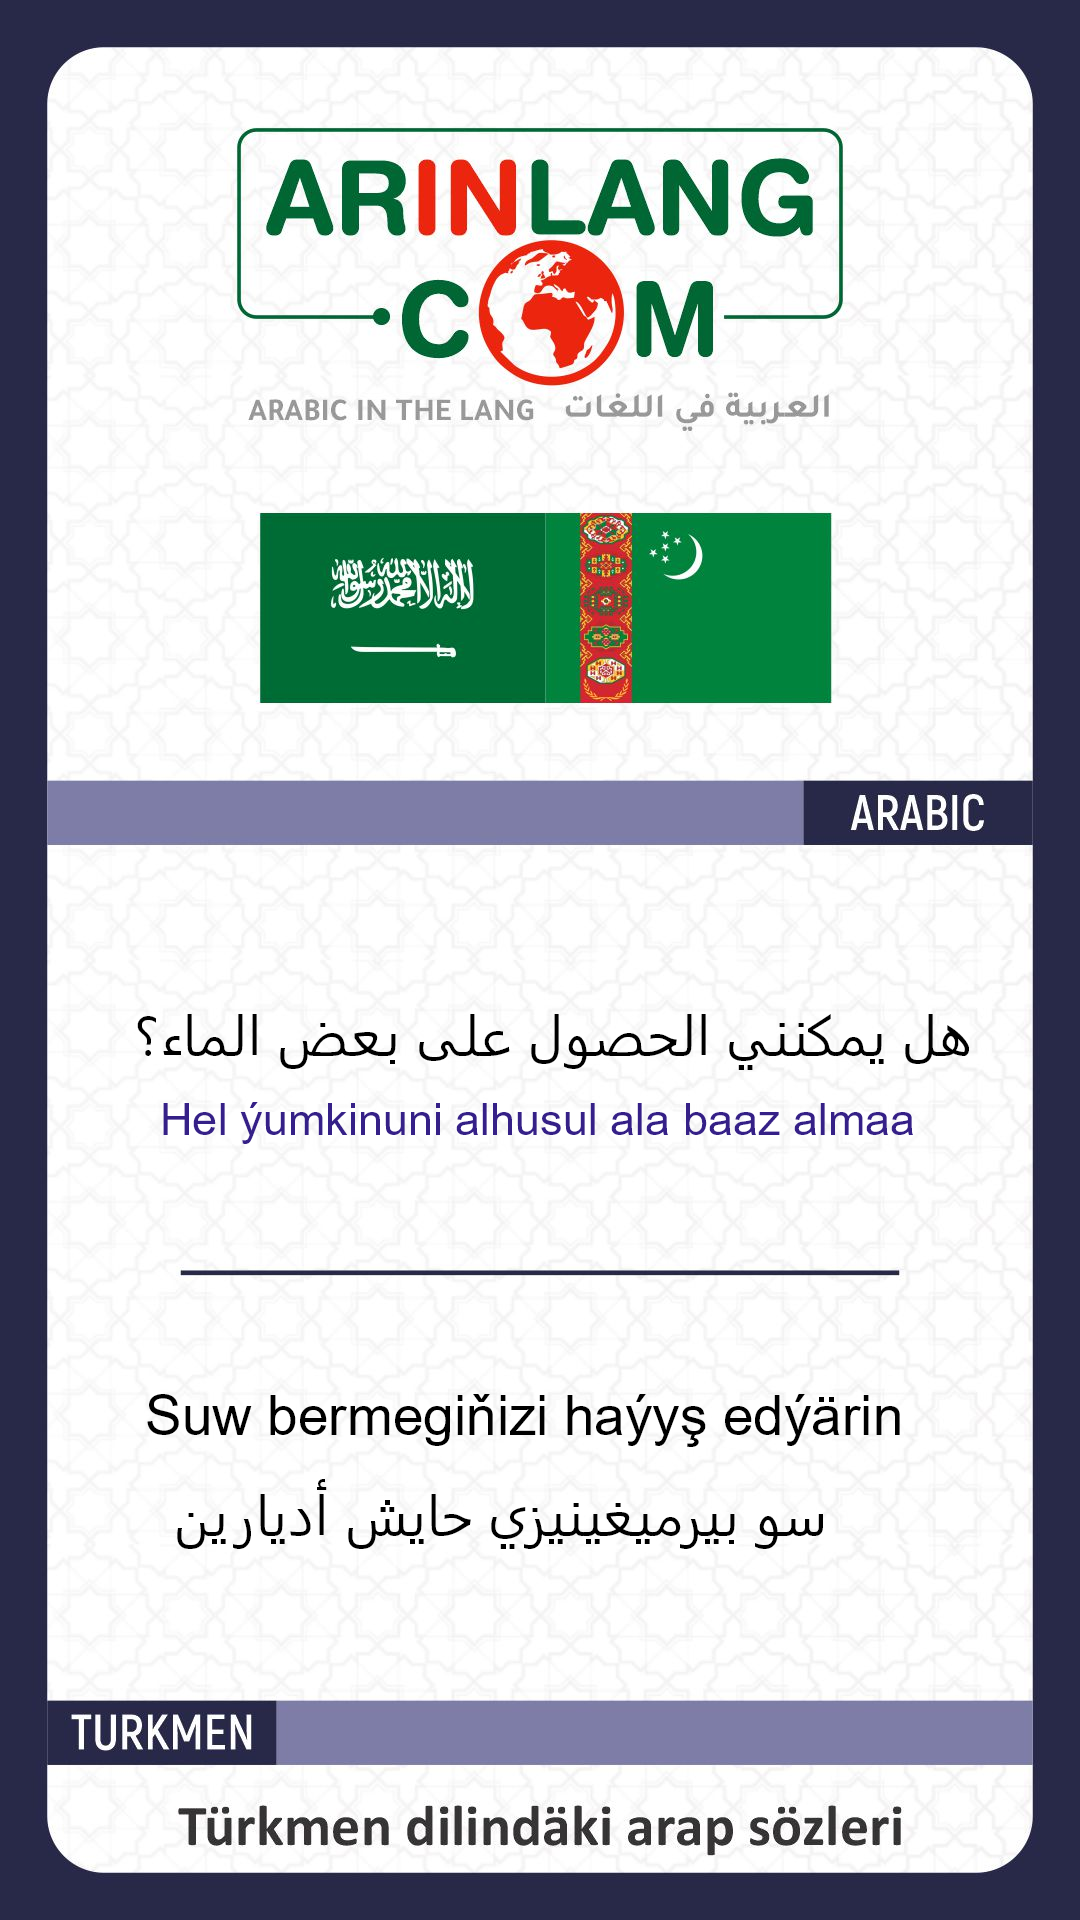 ARINLANG
.COM
ARABIC IN THE LANG العربية في اللغات
لا إله إلا الله محمد رسول الله
ARABIC
هل يمكنني الحصول على بعض الماء؟
Hel ýumkinuni alhusul ala baaz almaa
Suw bermegiňizi haýyş edýärin
سو بيرميغينيزي حايش أديارين
TURKMEN
Türkmen dilindäki arap sözleri